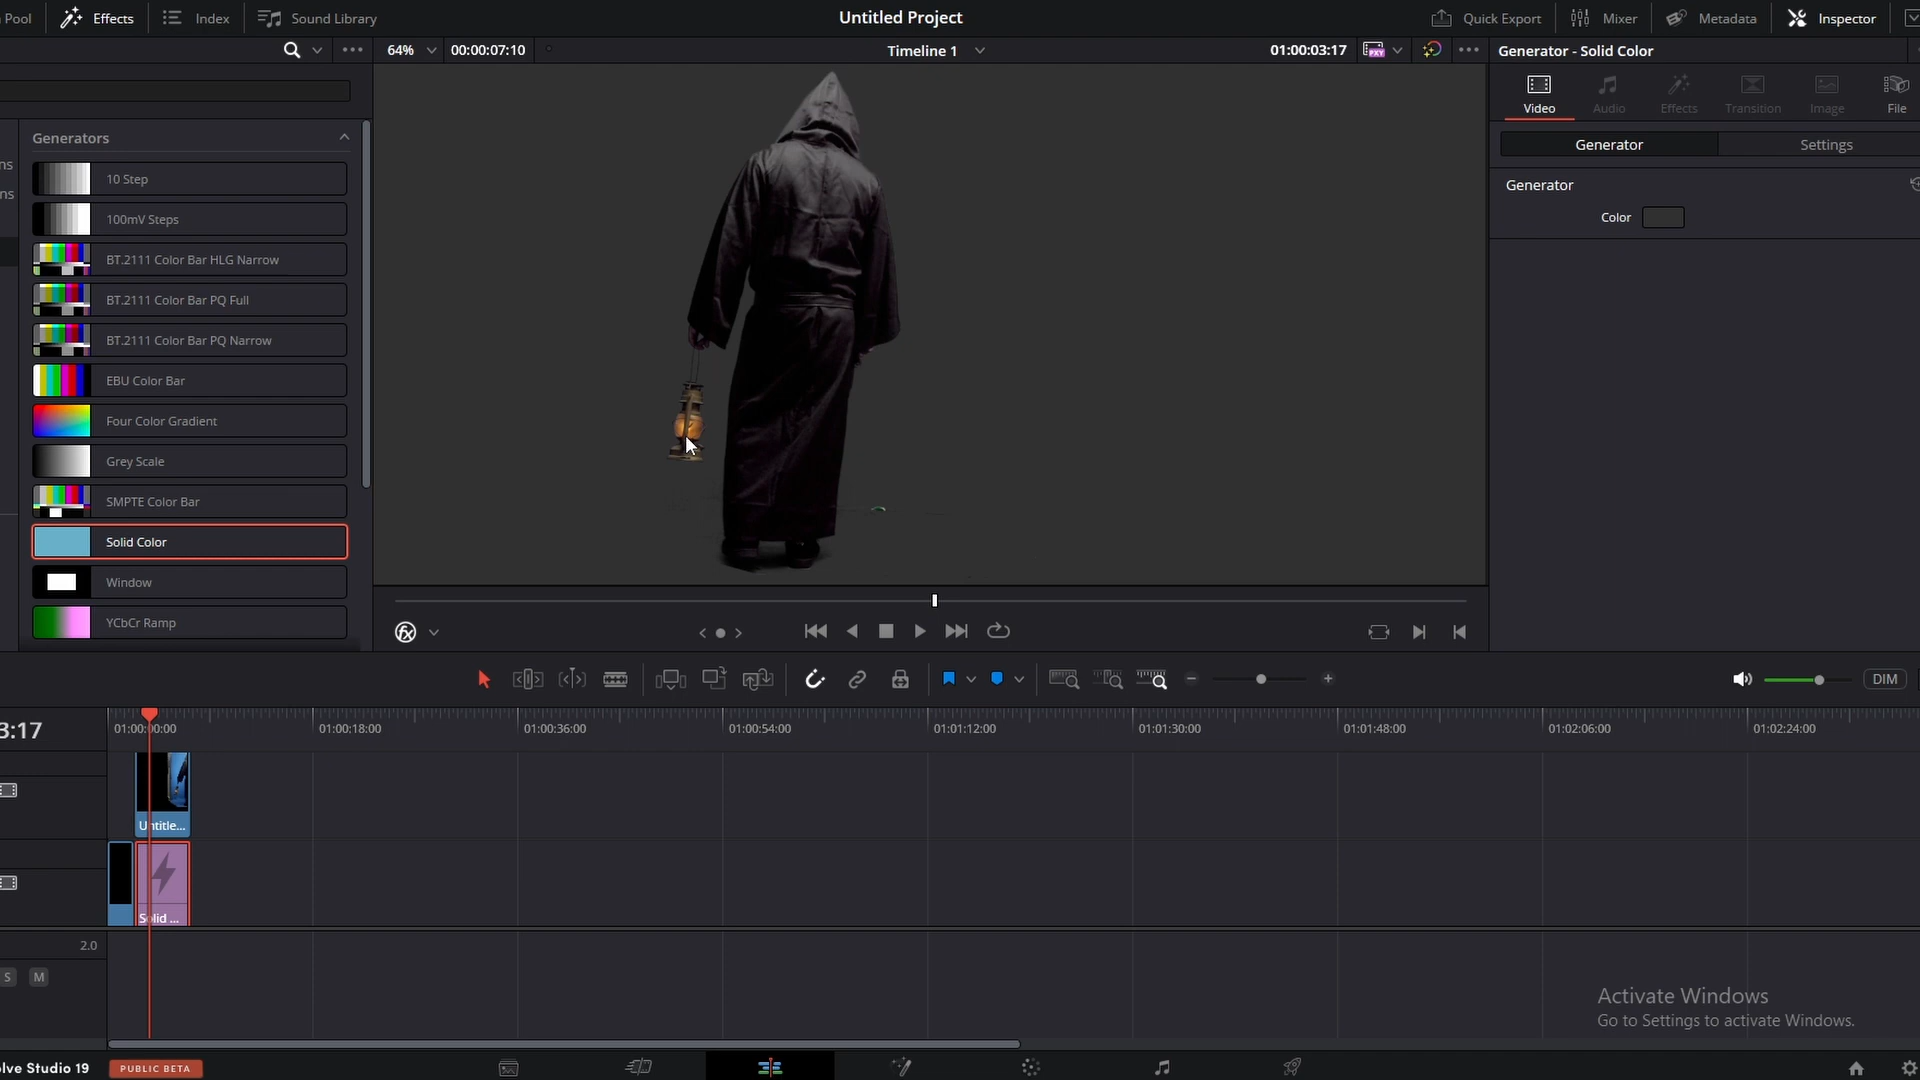 Pool
Effects
Index
Sound Library
Untitled Project
Quick Export
Mixer
Metadata
Inspector
64%
00:00:07:10
Timeline 1
01:00:03:17
Generator - Solid Color
Video
Audio
Effects
Transition
Image
File
Generators
Generator
Settings
ns
ns
10 Step
Generator
100mV Steps
Color
BT.2111 Color Bar HLG Narrow
BT.2111 Color Bar PQ Full
BT.2111 Color Bar PQ Narrow
EBU Color Bar
Four Color Gradient
Grey Scale
SMPTE Color Bar
Solid Color
Window
YCbCr Ramp
DIM
3:17
01:00:00:00
01:00:18:00
01:00:36:00
01:00:54:00
01:01:12:00
01:01:30:00
01:01:48:00
01:02:06:00
01:02:24:00
Untitle...
Solid ...
2.0
S
M
Activate Windows
Go to Settings to activate Windows.
lve Studio 19
PUBLIC BETA